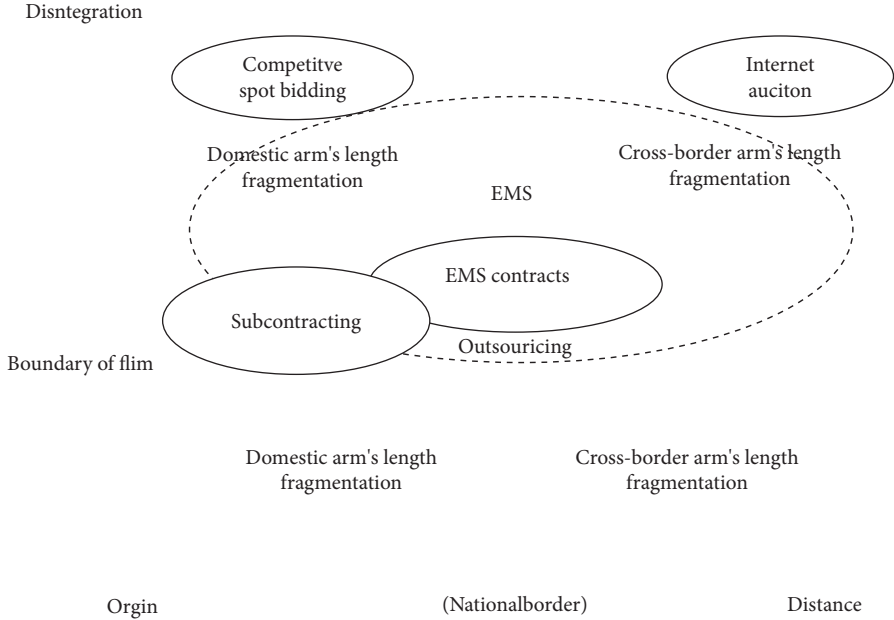 Disntegration
Competitve
spot bidding
Internet
auciton
Domestic arm's length
fragmentation
Cross-border arm's length
fragmentation
EMS
EMS contracts
Subcontracting
Outsouricing
Boundary of flim
Domestic arm's length
fragmentation
Cross-border arm's length
fragmentation
Orgin
(Nationalborder)
Distance